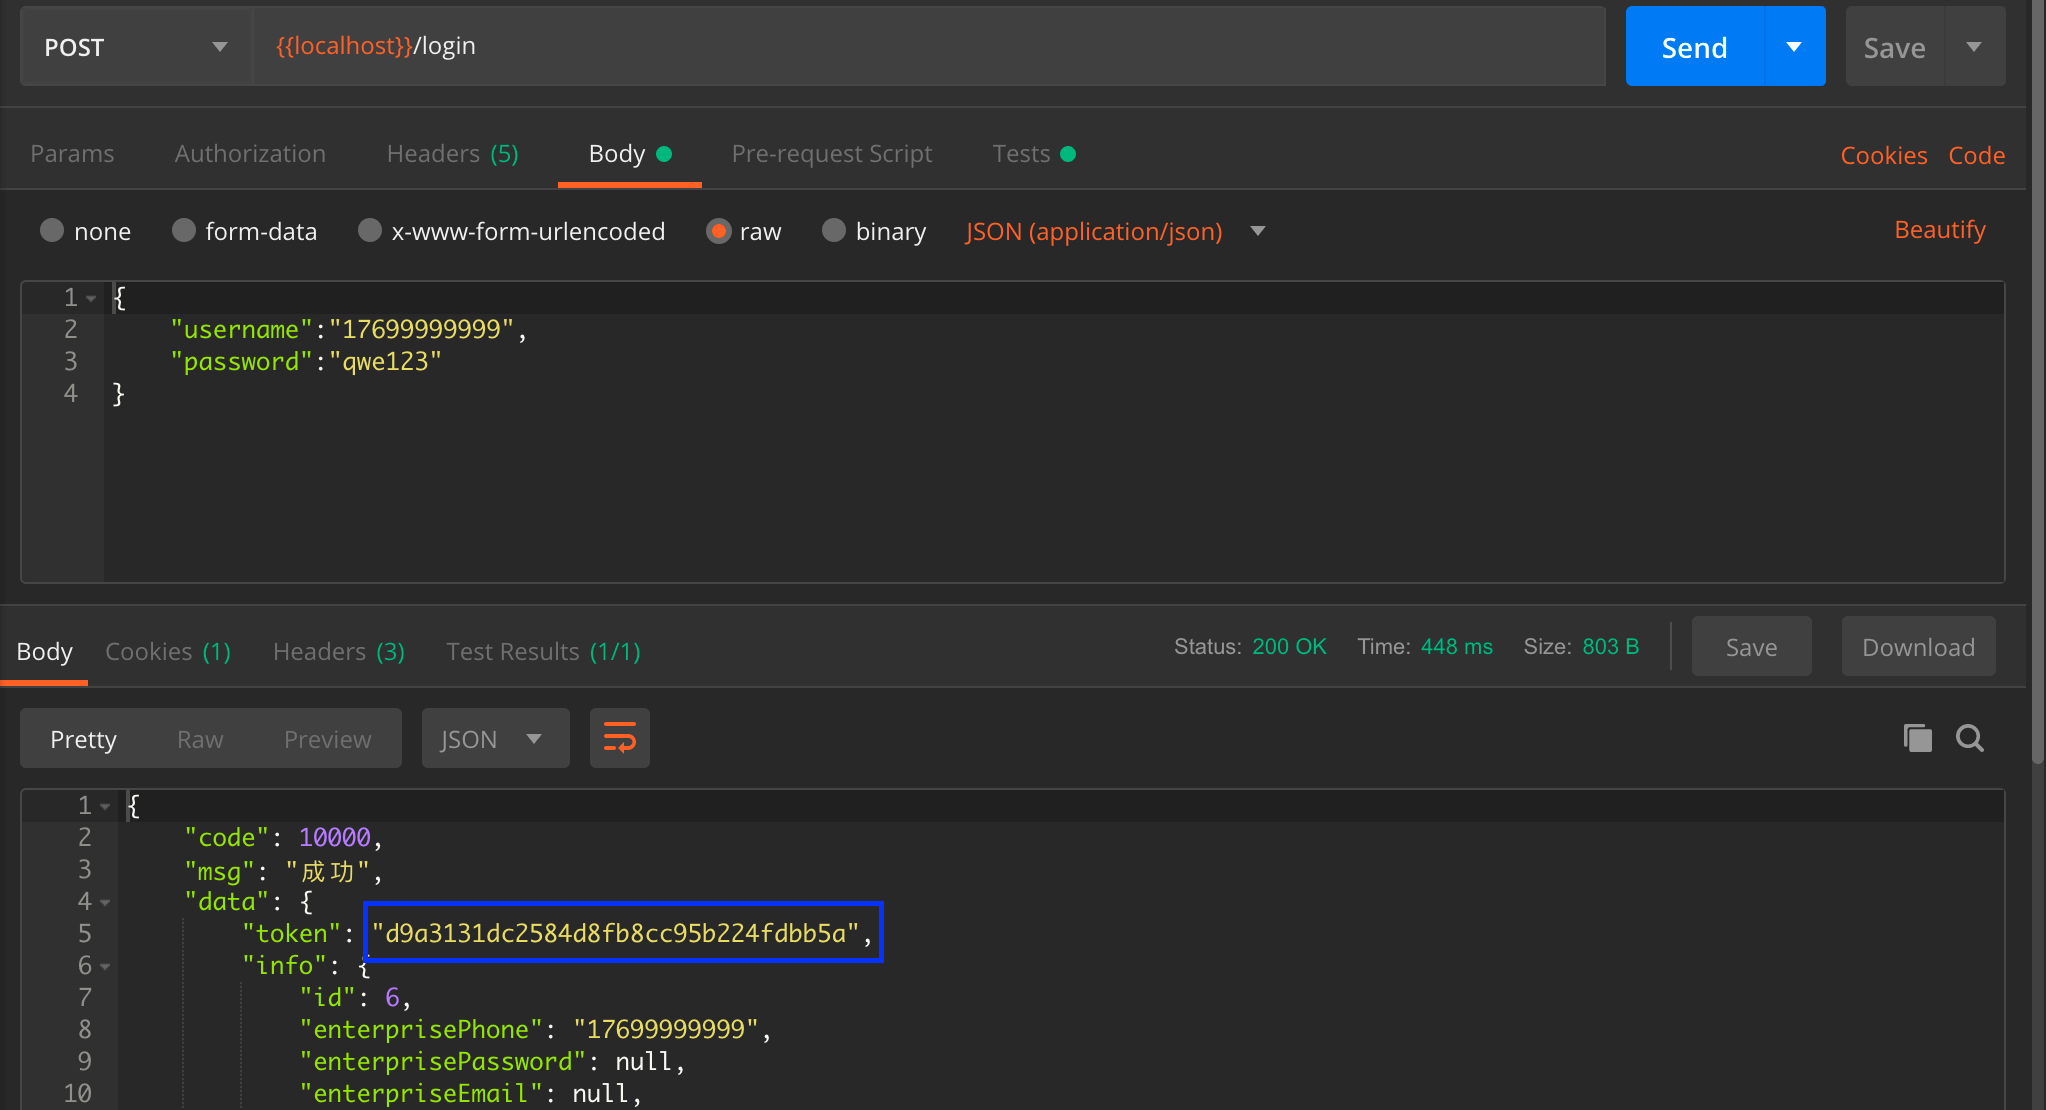 POST {{localhost}}/login Send Save
Params Authorization Headers (5) Body Pre-request Script Tests Cookies Code
none form-data x-www-form-urlencoded raw binary JSON (application/json) Beautify
1 {
2 "username":"17699999999",
3 "password":"qwe123"
4 }
Body Cookies (1) Headers (3) Test Results (1/1) Status: 200 OK Time: 448 ms Size: 803 B Save Download
Pretty Raw Preview JSON
1 {
2 "code": 10000,
3 "msg": "成功",
4 "data": {
5 "token": "d9a3131dc2584d8fb8cc95b224fdbb5a",
6 "info": {
7 "id": 6,
8 "enterprisePhone": "17699999999",
9 "enterprisePassword": null,
10 "enterpriseEmail": null,